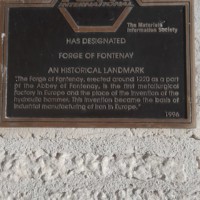 INTERNATIONAL
The Materials
Information Society
HAS DESIGNATED
FORGE OF FONTENAY
AN HISTORICAL LANDMARK
"The Forge of Fontenay, erected around 1220 as a part
of the Abbey of Fontenay, is the first metallurgical
factory in Europe and the place of the invention of the
hydraulic hammer. This invention became the basis of
industrial manufacturing of iron in Europe."
1996